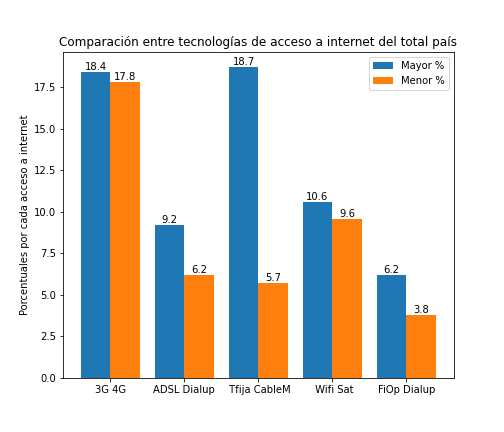 Comparación entre tecnologías de acceso a internet del total país
Mayor %
Menor %
Porcentuales por cada acceso a internet
17.5
15.0
12.5
10.0
7.5
5.0
2.5
0.0
18.4
17.8
9.2
6.2
18.7
5.7
10.6
9.6
6.2
3.8
3G 4G
ADSL Dialup
Tfija CableM
Wifi Sat
FiOp Dialup